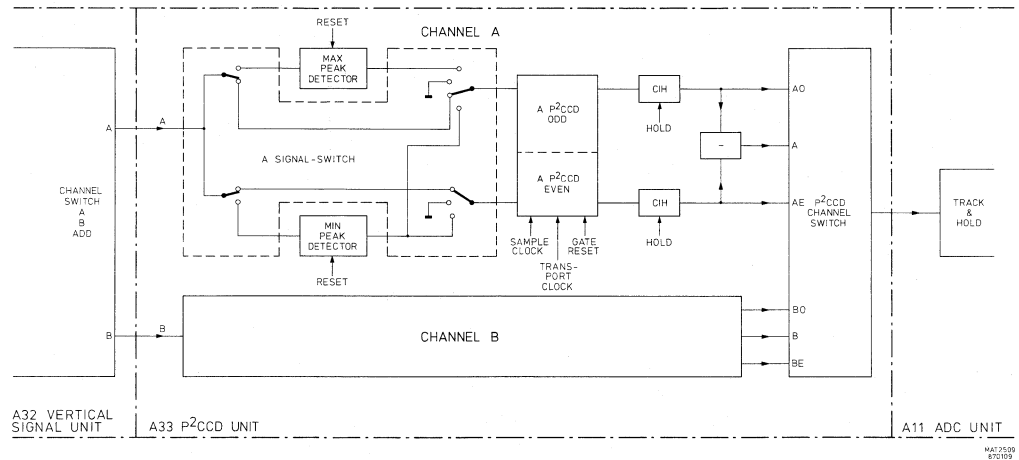 RESET
CHANNEL A
MAX
PEAK
DETECTOR
A
A
A SIGNAL-SWITCH
A P²CCD
ODD
A P²CCD
EVEN
CIH
HOLD
CIH
HOLD
-
AO
A
AE
P²CCD
CHANNEL
SWITCH
TRACK
&
HOLD
CHANNEL
SWITCH
A
B
ADD
MIN
PEAK
DETECTOR
RESET
SAMPLE
CLOCK
TRANS-
PORT
CLOCK
GATE
RESET
B
B
CHANNEL B
BO
B
BE
A32 VERTICAL
SIGNAL UNIT
A33 P²CCD UNIT
A11 ADC UNIT
MAT2509
870109